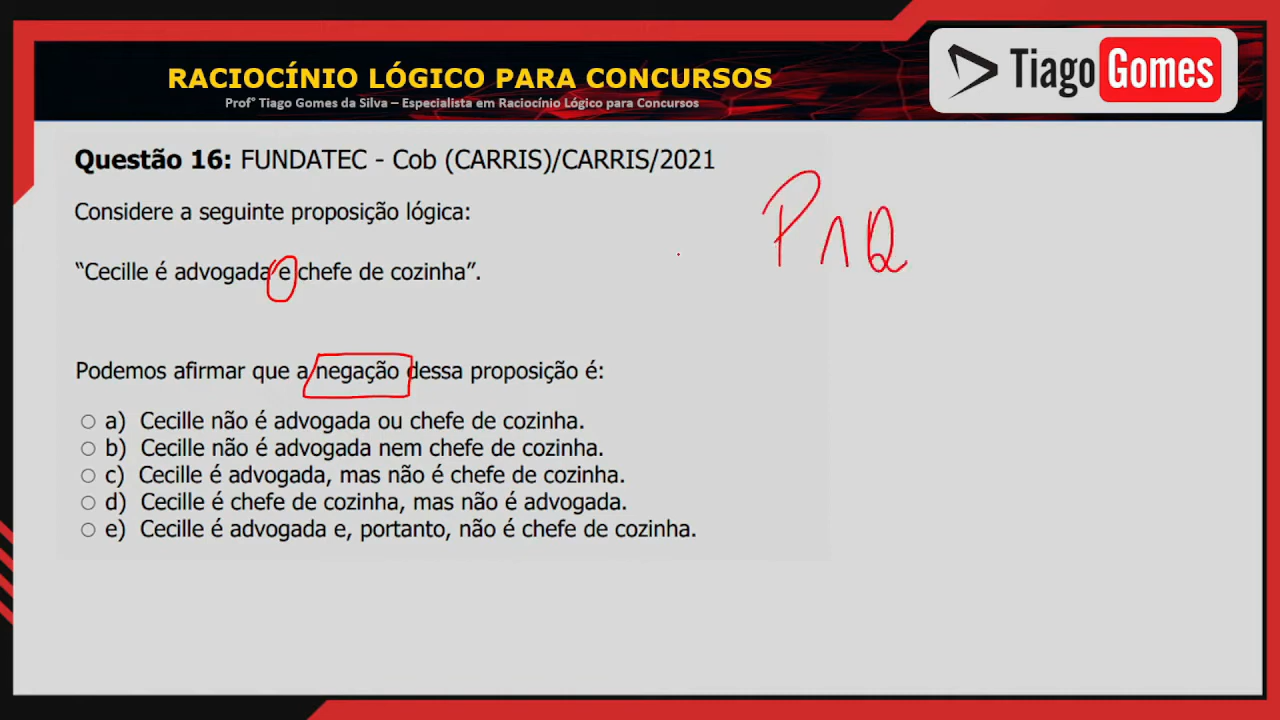 RACIOCÍNIO LÓGICO PARA CONCURSOS
Prof° Tiago Gomes da Silva – Especialista em Raciocínio Lógico para Concursos
Tiago Gomes
Questão 16: FUNDATEC - Cob (CARRIS)/CARRIS/2021
Considere a seguinte proposição lógica:
P ∧ Q
“Cecille é advogada e chefe de cozinha”.
Podemos afirmar que a negação dessa proposição é:
a) Cecille não é advogada ou chefe de cozinha.
b) Cecille não é advogada nem chefe de cozinha.
c) Cecille é advogada, mas não é chefe de cozinha.
d) Cecille é chefe de cozinha, mas não é advogada.
e) Cecille é advogada e, portanto, não é chefe de cozinha.